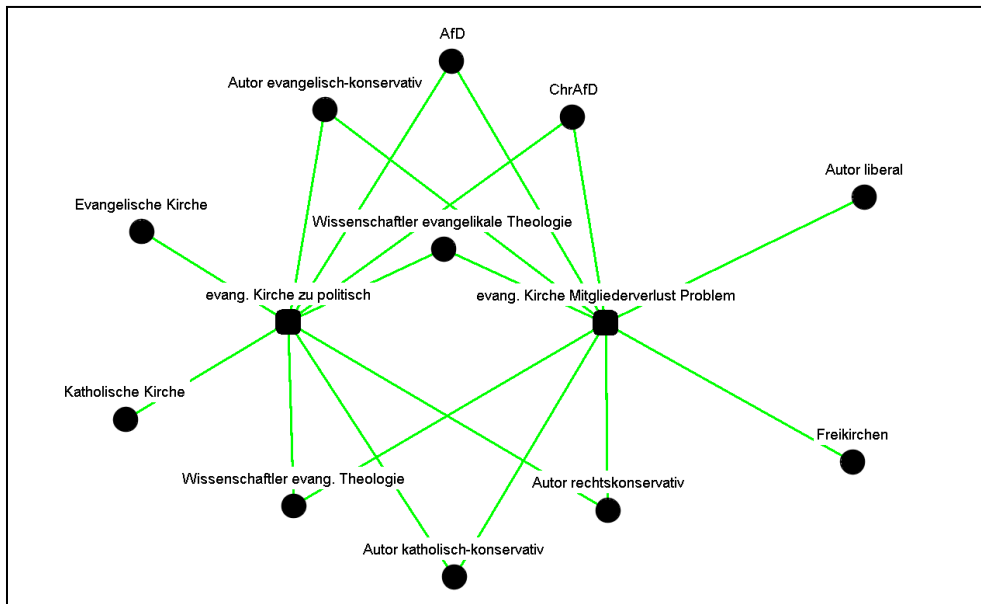 AfD
Autor evangelisch-konservativ
ChrAfD
Autor liberal
Evangelische Kirche
Wissenschaftler evangelikale Theologie
evang. Kirche zu politisch
evang. Kirche Mitgliederverlust Problem
Katholische Kirche
Freikirchen
Wissenschaftler evang. Theologie
Autor rechtskonservativ
Autor katholisch-konservativ